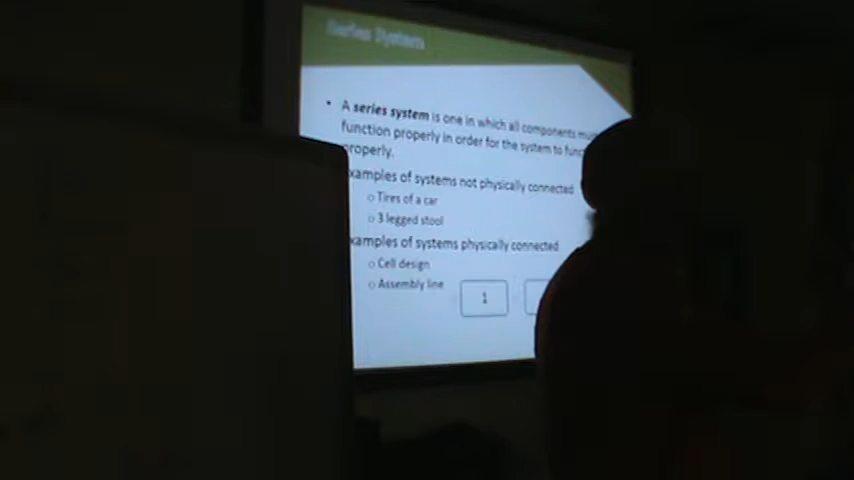 Series System
• A series system is one in which all components
function properly in order for the system to
properly.
xamples of systems not physically connected
o Tires of a car
o 3 legged stool
xamples of systems physically connected
o Cell design
o Assembly line
1